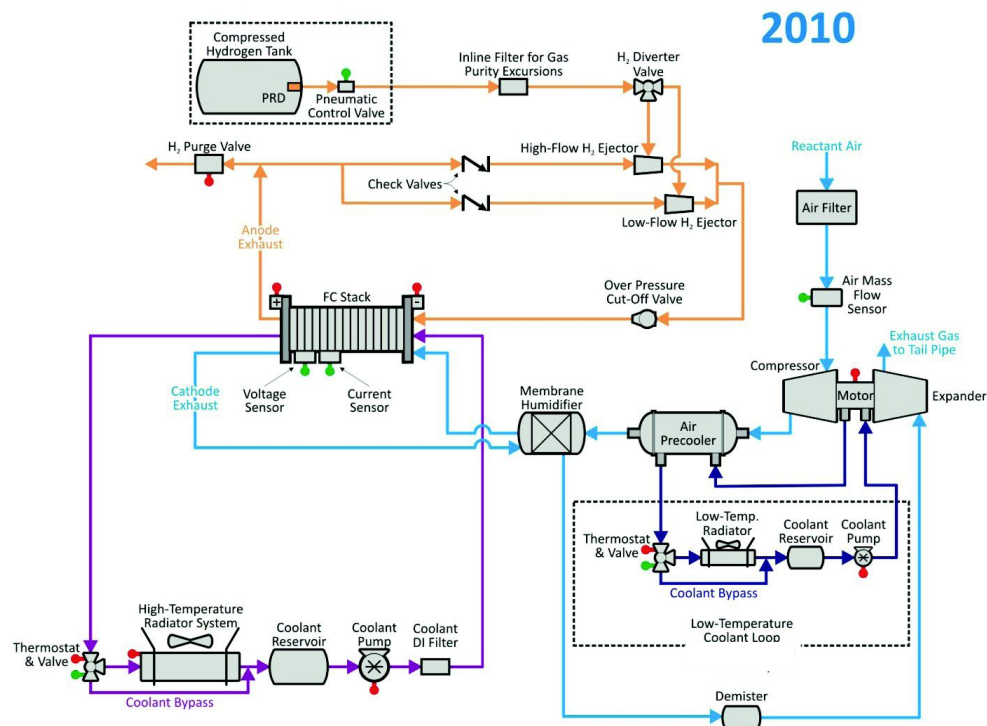 2010
Compressed
Hydrogen Tank
PRD
Pneumatic
Control Valve
Inline Filter for Gas
Purity Excursions
H₂ Diverter
Valve
H₂ Purge Valve
High-Flow H₂ Ejector
Check Valves
Low-Flow H₂ Ejector
Reactant Air
Air Filter
Anode
Exhaust
Air Mass
Flow
Sensor
FC Stack
+
-
Over Pressure
Cut-Off Valve
Exhaust Gas
to Tail Pipe
Compressor
Motor
Expander
Cathode
Exhaust
Voltage
Sensor
Current
Sensor
Membrane
Humidifier
Air
Precooler
Thermostat
& Valve
Low-Temp.
Radiator
Coolant
Reservoir
Coolant
Pump
Coolant Bypass
Low-Temperature
Coolant Loop
High-Temperature
Radiator System
Thermostat
& Valve
Coolant
Reservoir
Coolant
Pump
Coolant
DI Filter
Coolant Bypass
Demister